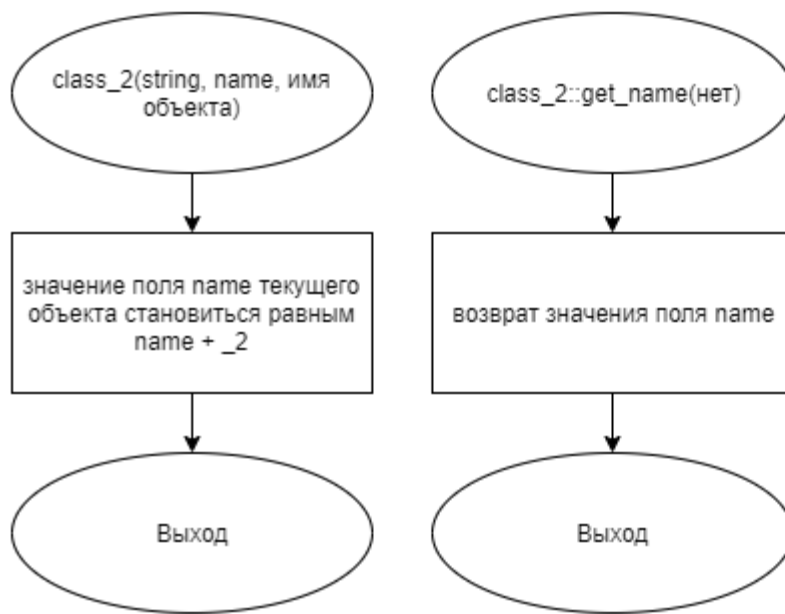 class_2(string, name, имя
объекта)
значение поля name текущего
объекта становиться равным
name + _2
Выход
class_2::get_name(нет)
возврат значения поля name
Выход